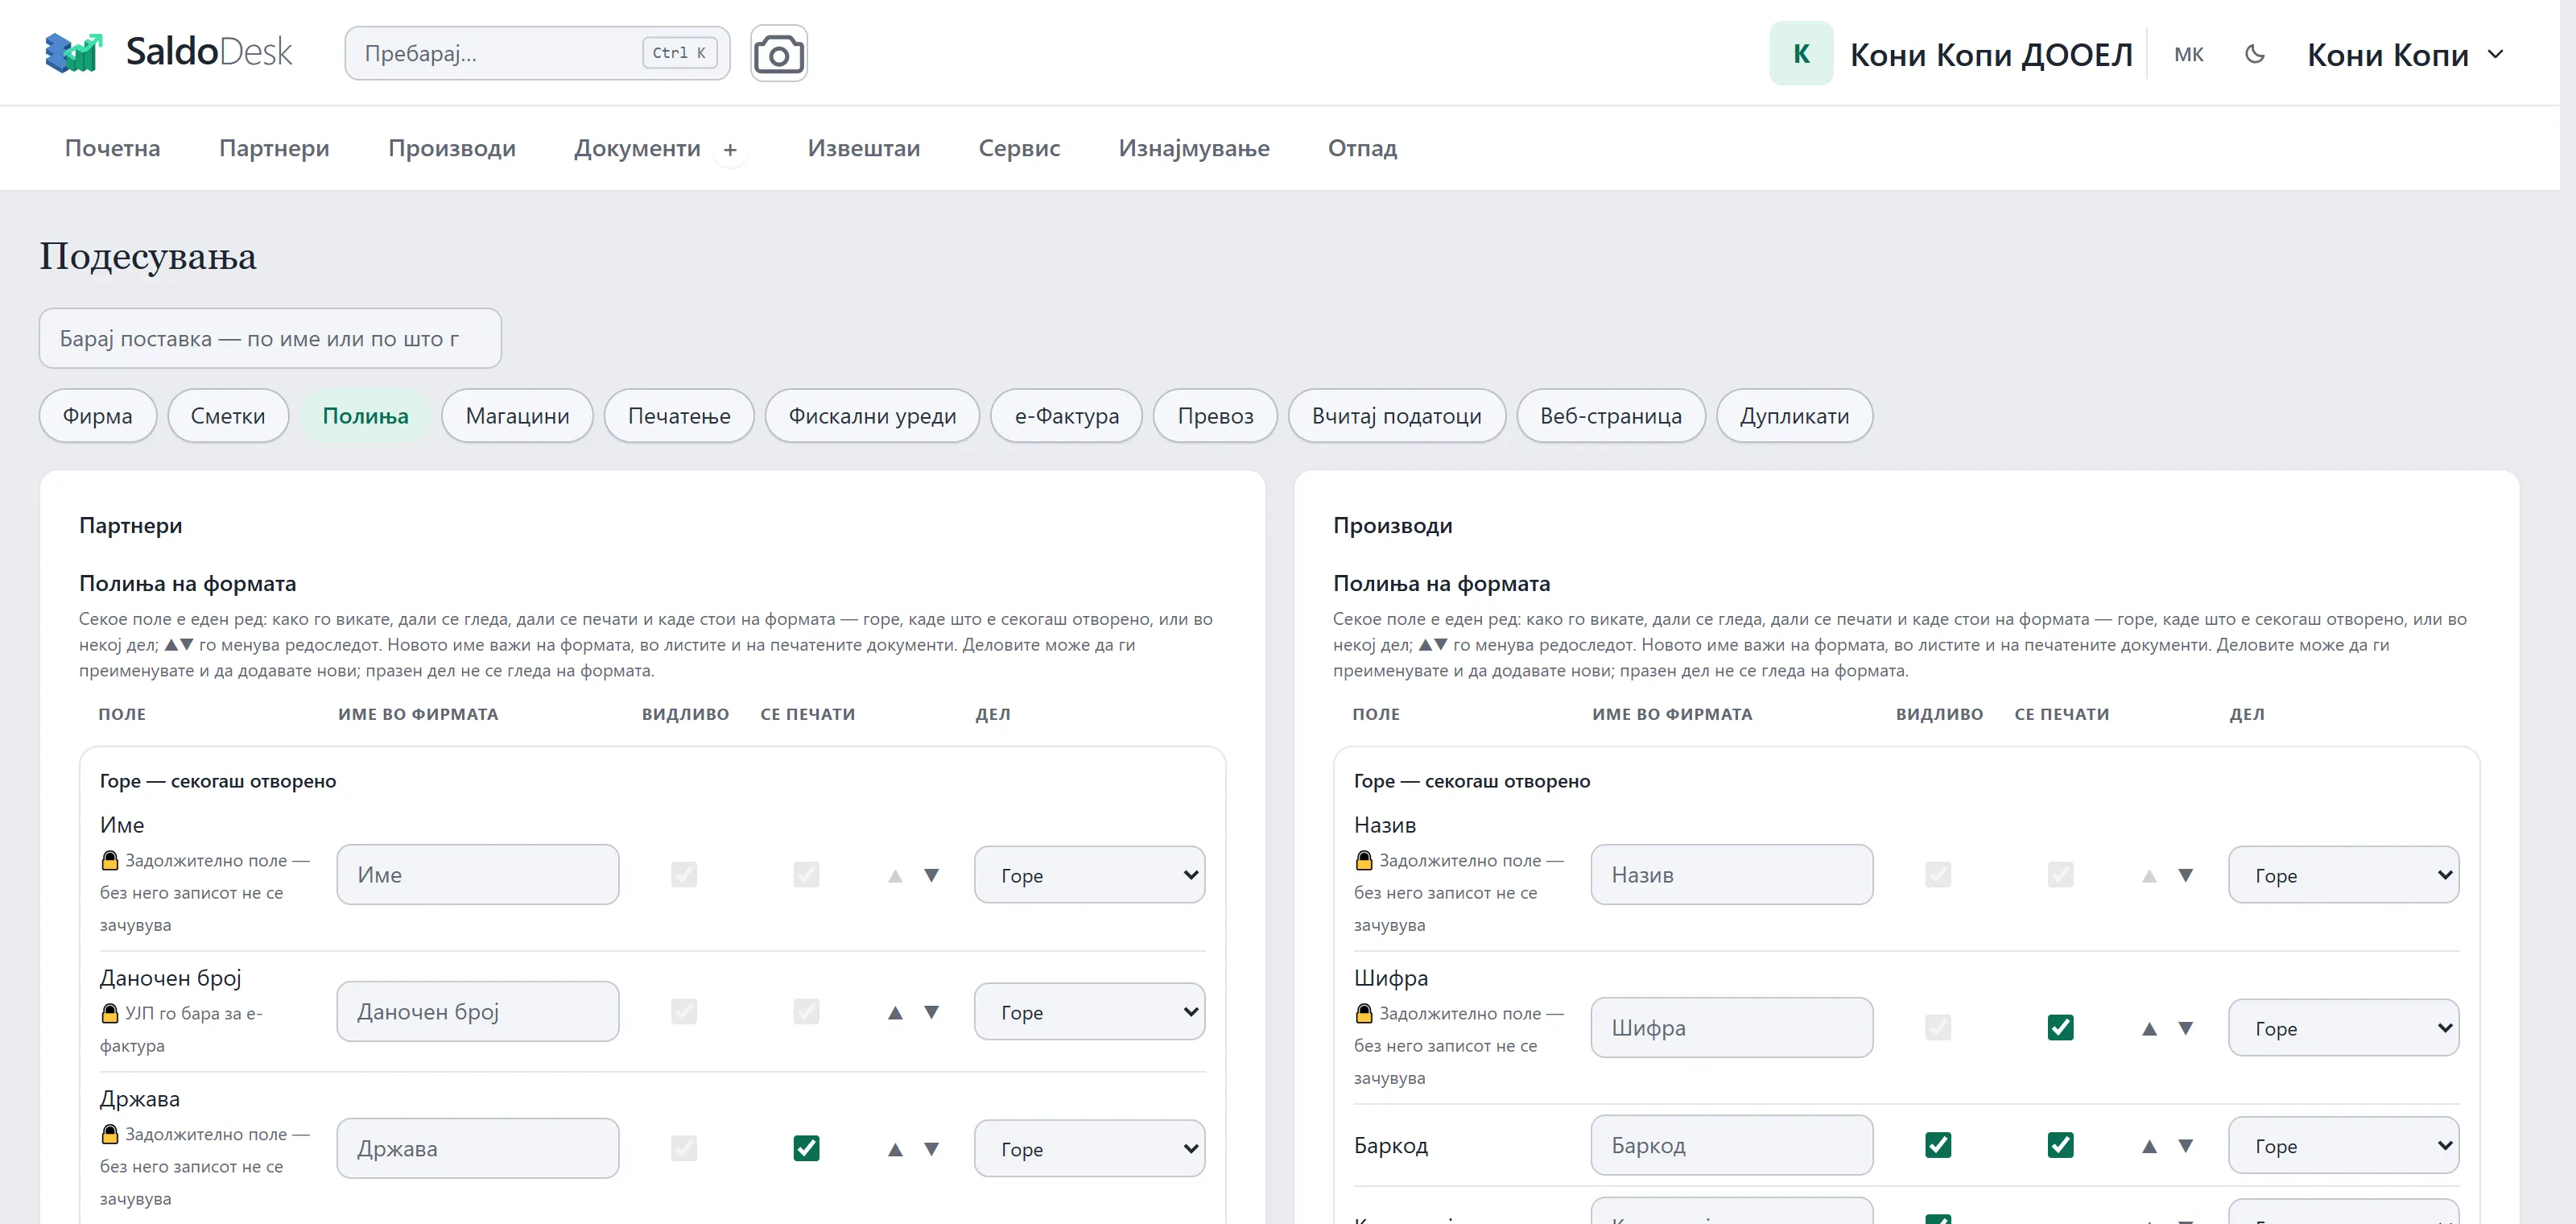 SaldoDesk
Пребарај... Ctrl K
К Кони Копи ДООЕЛ МК Кони Копи
Почетна Партнери Производи Документи + Извештаи Сервис Изнајмување Отпад
Подесувања
Барај поставка — по име или по што г
Фирма Сметки Полиња Магацини Печатење Фискални уреди е-Фактура Превоз Вчитај податоци Веб-страница Дупликати
Партнери
Полиња на формата
Секое поле е еден ред: како го викате, дали се гледа, дали се печати и каде стои на формата — горе, каде што е секогаш отворено, или во
некој дел; ▲▼ го менува редоследот. Новото име важи на формата, во листите и на печатените документи. Деловите може да ги
преименувате и да додавате нови; празен дел не се гледа на формата.
ПОЛЕ ИМЕ ВО ФИРМАТА ВИДЛИВО СЕ ПЕЧАТИ ДЕЛ
Горе — секогаш отворено
Име
🔒 Задолжително поле —
без него записот не се
зачувува
Име ▲ ▼ Горе
Даночен број
🔒 УЈП го бара за е-
фактура
Даночен број ▲ ▼ Горе
Држава
🔒 Задолжително поле —
без него записот не се
зачувува
Држава ▲ ▼ Горе
Производи
Полиња на формата
Секое поле е еден ред: како го викате, дали се гледа, дали се печати и каде стои на формата — горе, каде што е секогаш отворено, или во
некој дел; ▲▼ го менува редоследот. Новото име важи на формата, во листите и на печатените документи. Деловите може да ги
преименувате и да додавате нови; празен дел не се гледа на формата.
ПОЛЕ ИМЕ ВО ФИРМАТА ВИДЛИВО СЕ ПЕЧАТИ ДЕЛ
Горе — секогаш отворено
Назив
🔒 Задолжително поле —
без него записот не се
зачувува
Назив ▲ ▼ Горе
Шифра
🔒 Задолжително поле —
без него записот не се
зачувува
Шифра ▲ ▼ Горе
Баркод Баркод ▲ ▼ Горе